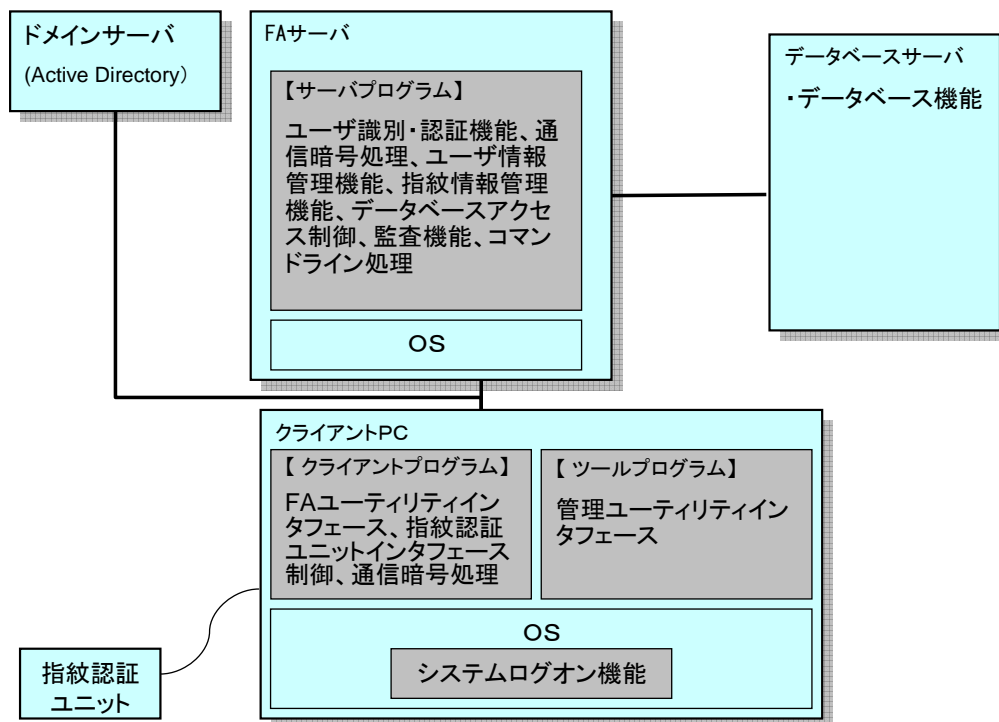 ドメインサーバ
(Active Directory）
FAサーバ
【サーバプログラム】
ユーザ識別・認証機能、通
信暗号処理、ユーザ情報
管理機能、指紋情報管理
機能、データベースアクセ
ス制御、監査機能、コマン
ドライン処理
OS
データベースサーバ
・データベース機能
クライアントPC
【 クライアントプログラム】
FAユーティリティイン
タフェース、指紋認証
ユニットインタフェース
制御、通信暗号処理
【 ツールプログラム】
管理ユーティリティイン
タフェース
OS
システムログオン機能
指紋認証
ユニット